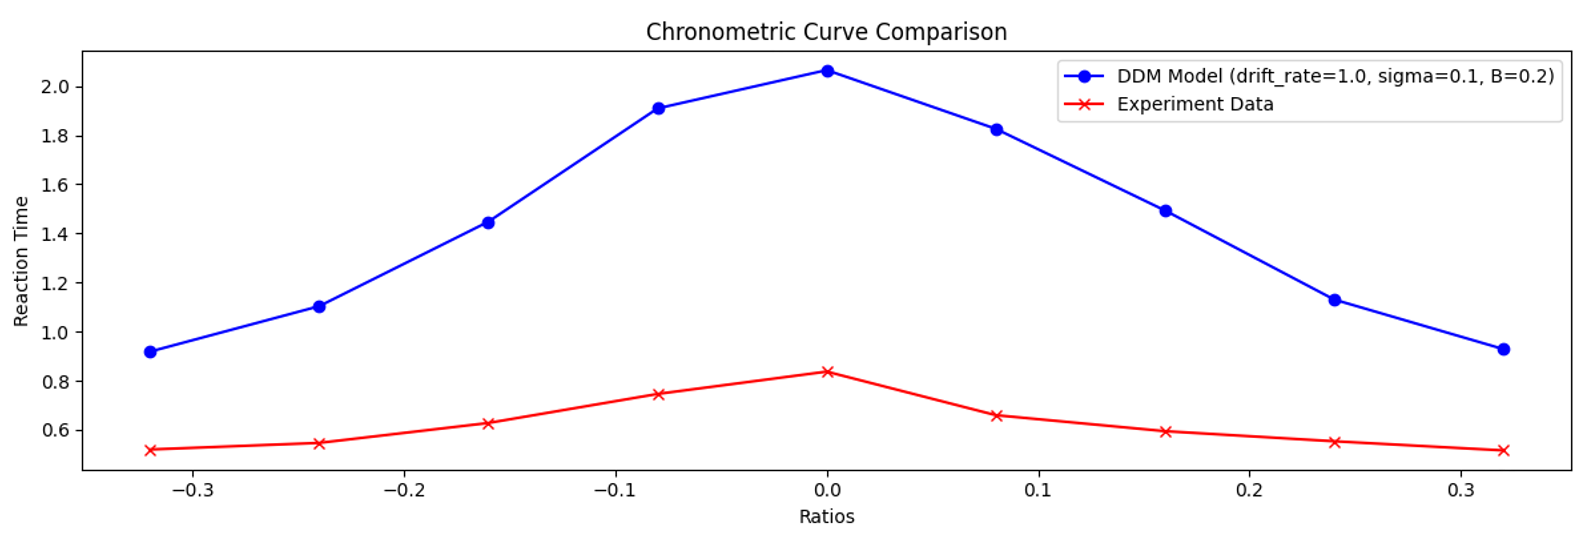 Chronometric Curve Comparison
DDM Model (drift_rate=1.0, sigma=0.1, B=0.2)
Experiment Data
Reaction Time
2.0
1.8
1.6
1.4
1.2
1.0
0.8
0.6
−0.3 −0.2 −0.1 0.0 0.1 0.2 0.3
Ratios